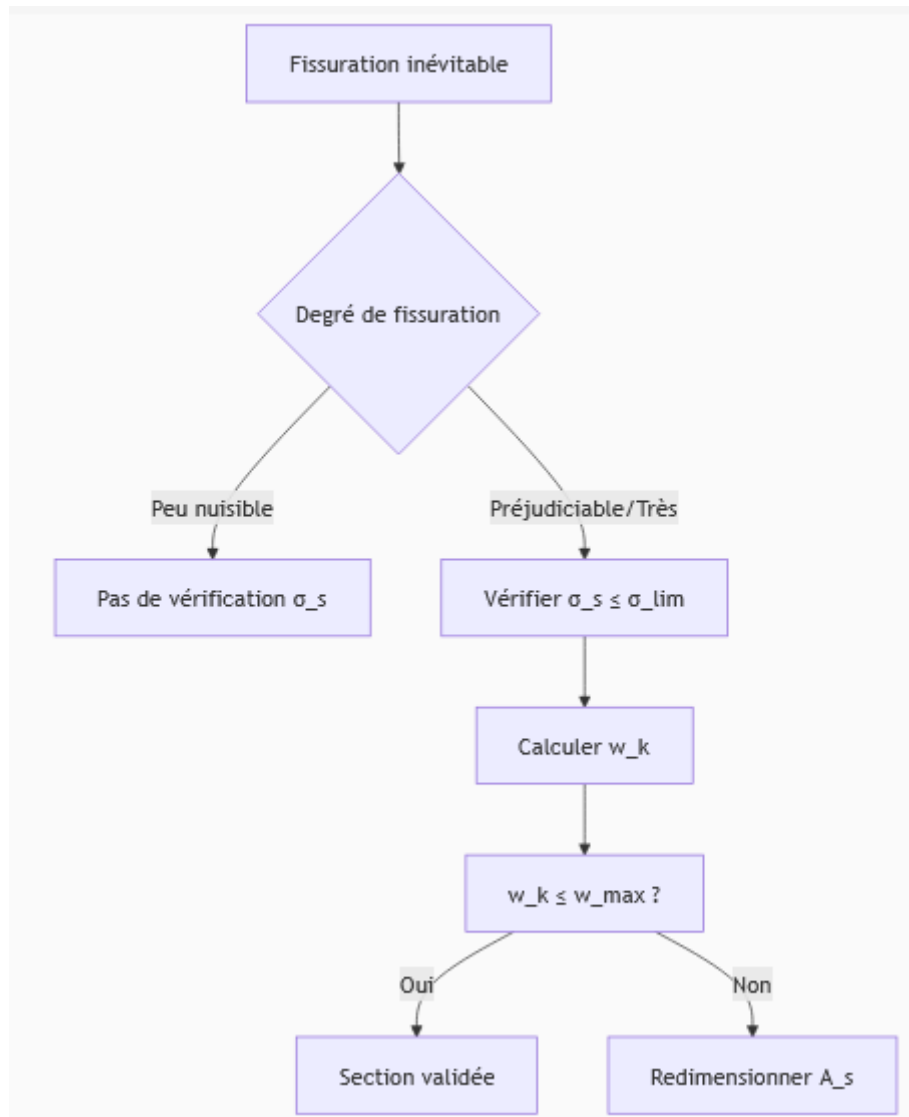 Fissuration inévitable
Degré de fissuration
Peu nuisible
Préjudiciable/Très
Pas de vérification σ_s
Vérifier σ_s ≤ σ_lim
Calculer w_k
w_k ≤ w_max ?
Oui
Non
Section validée
Redimensionner A_s